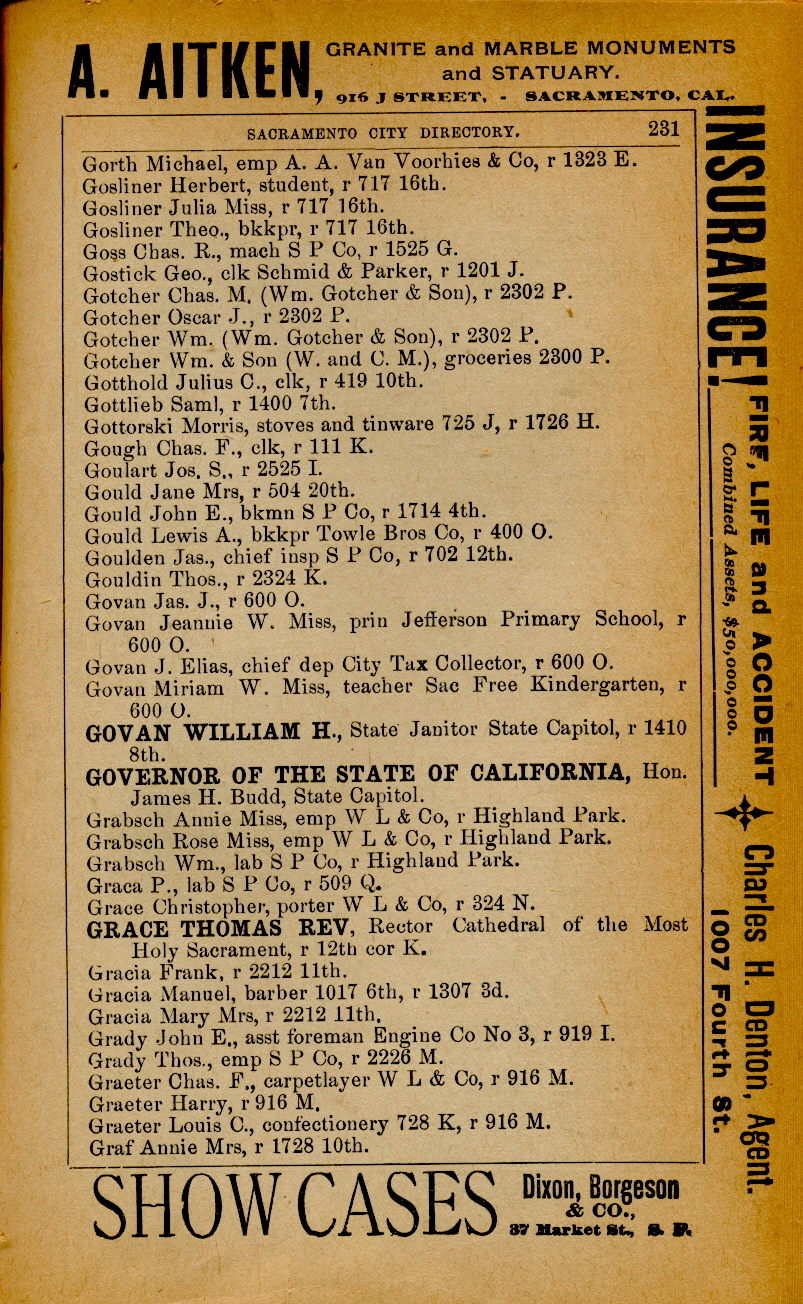 A. AITKEN, GRANITE and MARBLE MONUMENTS
and STATUARY.
916 J STREET, - SACRAMENTO, CAL.
SACRAMENTO CITY DIRECTORY. 231
Gorth Michael, emp A. A. Van Voorhies & Co, r 1323 E.
Gosliner Herbert, student, r 717 16th.
Gosliner Julia Miss, r 717 16th.
Gosliner Theo., bkkpr, r 717 16th.
Goss Chas. R., mach S P Co, r 1525 G.
Gostick Geo., clk Schmid & Parker, r 1201 J.
Gotcher Chas. M. (Wm. Gotcher & Son), r 2302 P.
Gotcher Oscar J., r 2302 P.
Gotcher Wm. (Wm. Gotcher & Son), r 2302 P.
Gotcher Wm. & Son (W. and C. M.), groceries 2300 P.
Gotthold Julius C., clk, r 419 10th.
Gottlieb Saml, r 1400 7th.
Gottorski Morris, stoves and tinware 725 J, r 1726 H.
Gough Chas. F., clk, r 111 K.
Goulart Jos. S., r 2525 I.
Gould Jane Mrs, r 504 20th.
Gould John E., bkmn S P Co, r 1714 4th.
Gould Lewis A., bkkpr Towle Bros Co, r 400 O.
Goulden Jas., chief insp S P Co, r 702 12th.
Gouldin Thos., r 2324 K.
Govan Jas. J., r 600 O.
Govan Jeannie W. Miss, prin Jefferson Primary School, r
600 O.
Govan J. Elias, chief dep City Tax Collector, r 600 O.
Govan Miriam W. Miss, teacher Sac Free Kindergarten, r
600 O.
GOVAN WILLIAM H., State Janitor State Capitol, r 1410
8th.
GOVERNOR OF THE STATE OF CALIFORNIA, Hon.
James H. Budd, State Capitol.
Grabsch Annie Miss, emp W L & Co, r Highland Park.
Grabsch Rose Miss, emp W L & Co, r Highland Park.
Grabsch Wm., lab S P Co, r Highland Park.
Graca P., lab S P Co, r 509 Q.
Grace Christopher, porter W L & Co, r 324 N.
GRACE THOMAS REV, Rector Cathedral of the Most
Holy Sacrament, r 12th cor K.
Gracia Frank, r 2212 11th.
Gracia Manuel, barber 1017 6th, r 1307 3d.
Gracia Mary Mrs, r 2212 11th.
Grady John E., asst foreman Engine Co No 3, r 919 I.
Grady Thos., emp S P Co, r 2226 M.
Graeter Chas. F., carpetlayer W L & Co, r 916 M.
Graeter Harry, r 916 M.
Graeter Louis C., confectionery 728 K, r 916 M.
Graf Annie Mrs, r 1728 10th.
INSURANCE! FIRE, LIFE and ACCIDENT
Combined Assets, $50,000,000.
Charles H. Denton, Agent.
1007 Fourth St.
SHOW CASES Dixon, Borgeson
& CO.,
37 Market St., S. F.